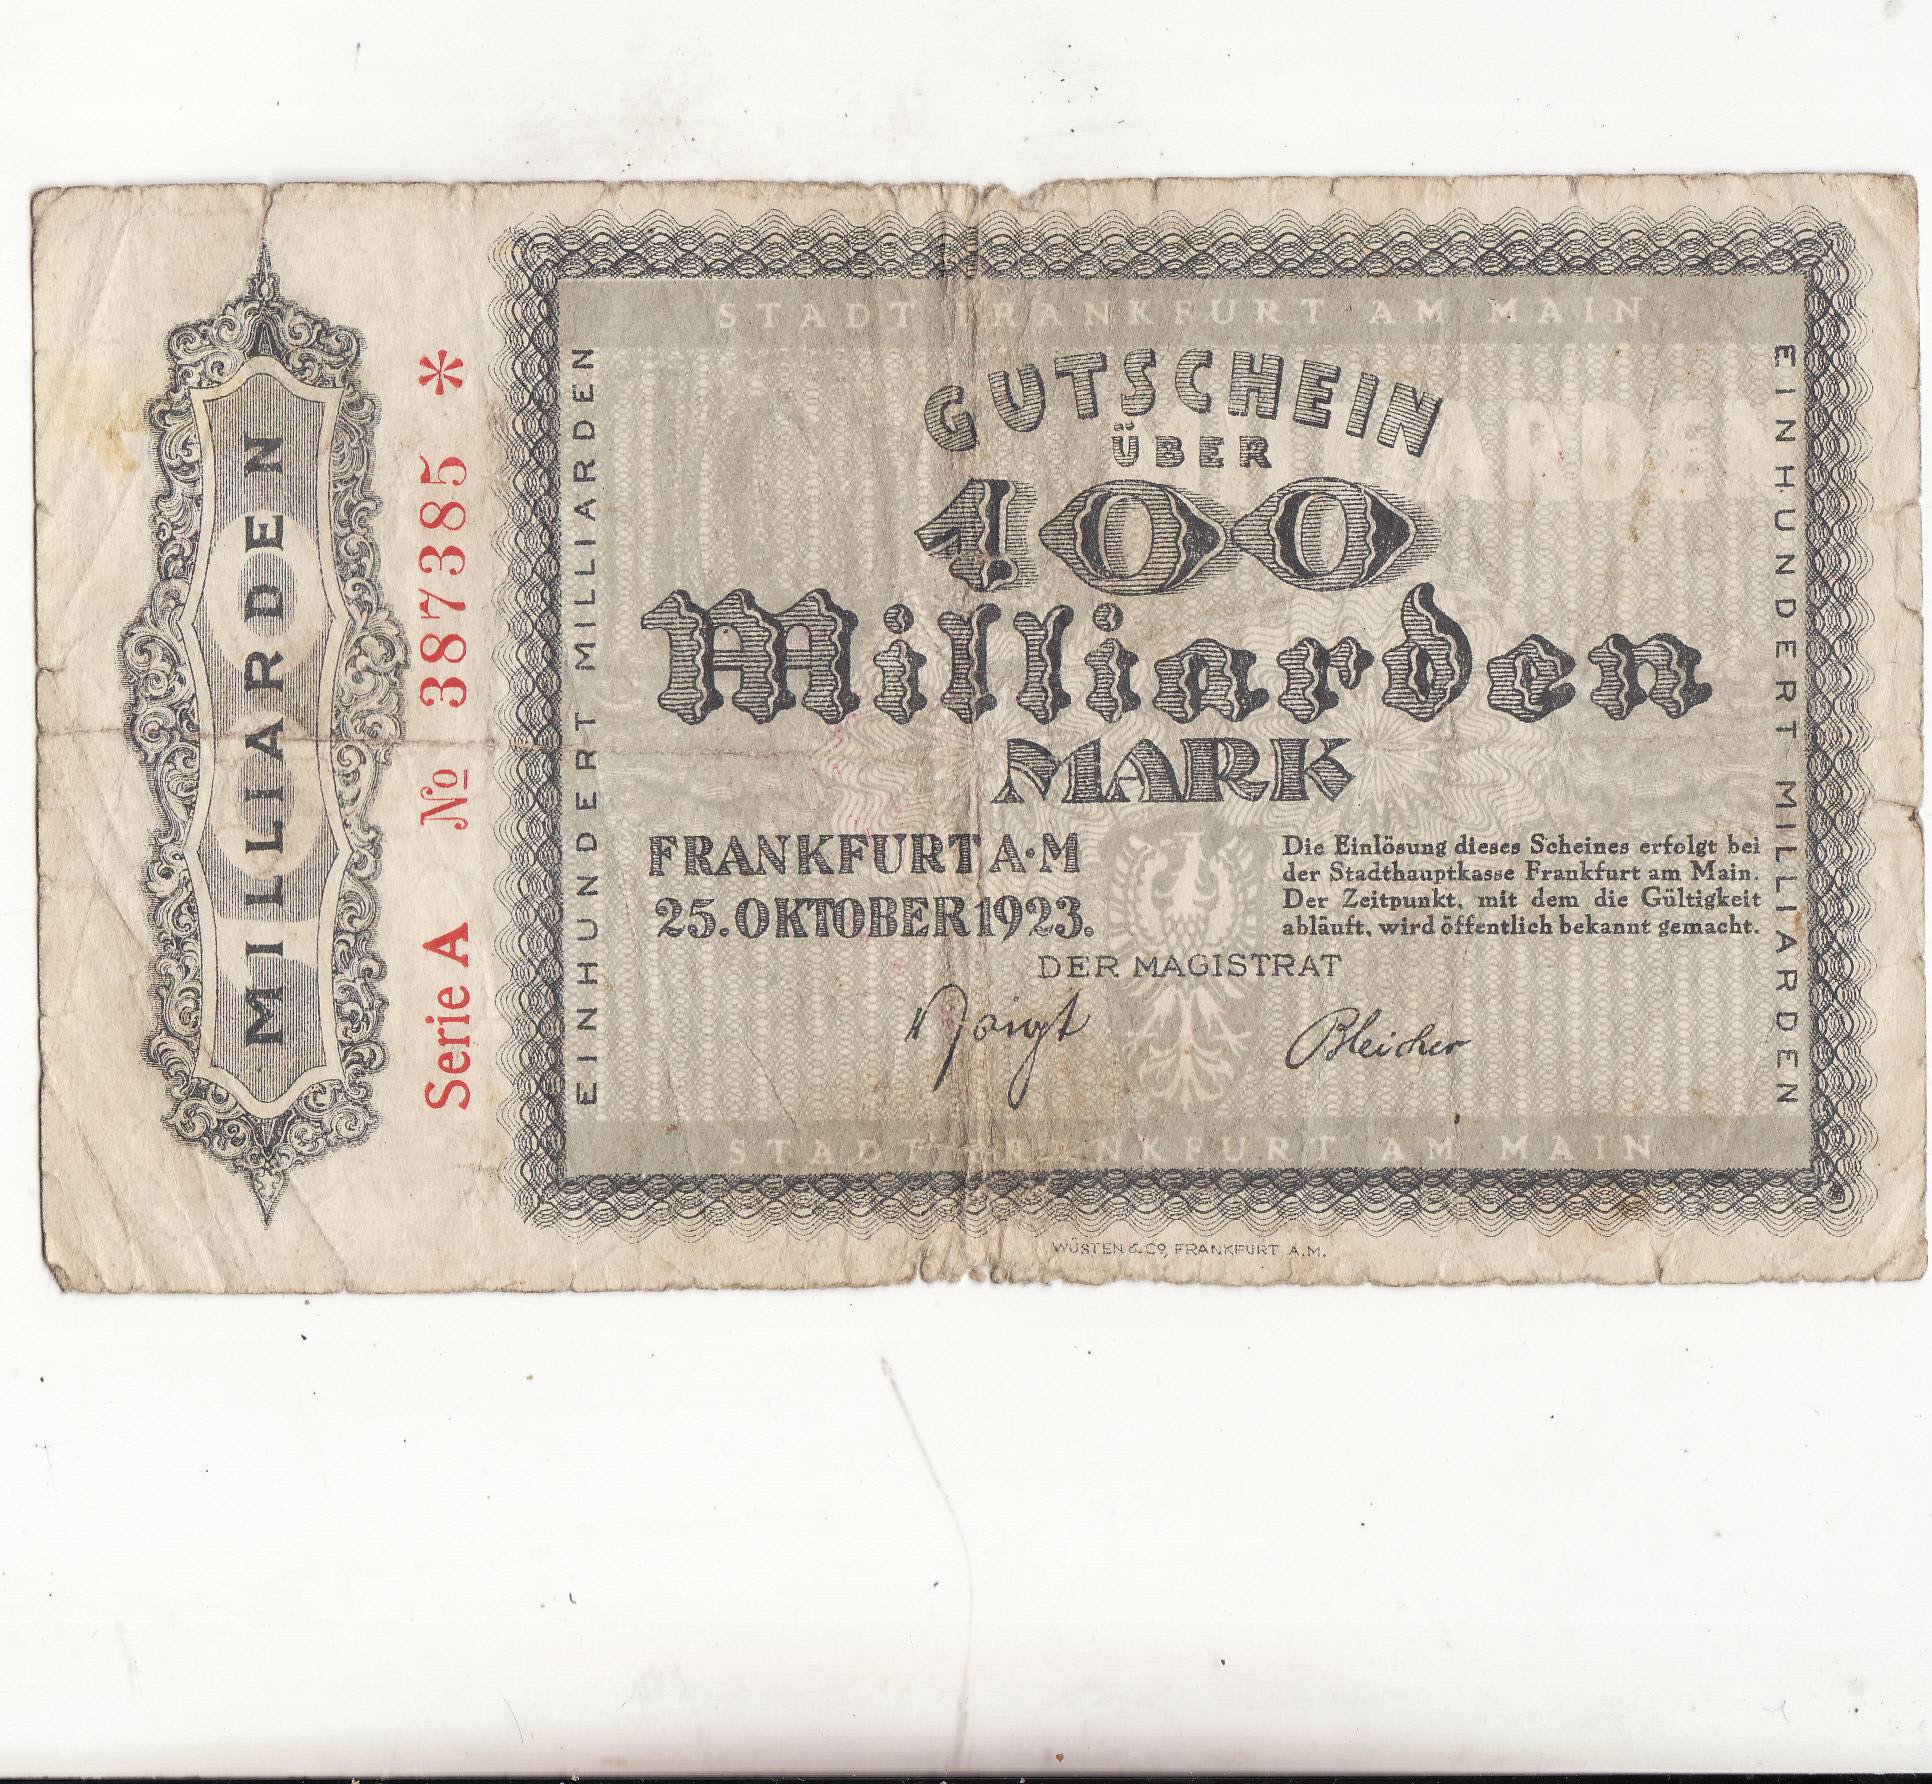 MILLIARDEN
Serie A № 387385 *
EINHUNDERT MILLIARDEN
STADT FRANKFURT AM MAIN
GUTSCHEIN
ÜBER
100
Milliarden
MARK
FRANKFURT A·M
25. OKTOBER 1923.
Die Einlösung dieses Scheines erfolgt bei
der Stadthauptkasse Frankfurt am Main.
Der Zeitpunkt, mit dem die Gültigkeit
abläuft, wird öffentlich bekannt gemacht.
DER MAGISTRAT
Voigt
Bleicher
STADT FRANKFURT AM MAIN
EINHUNDERT MILLIARDEN
WÜSTEN & Co, FRANKFURT A.M.